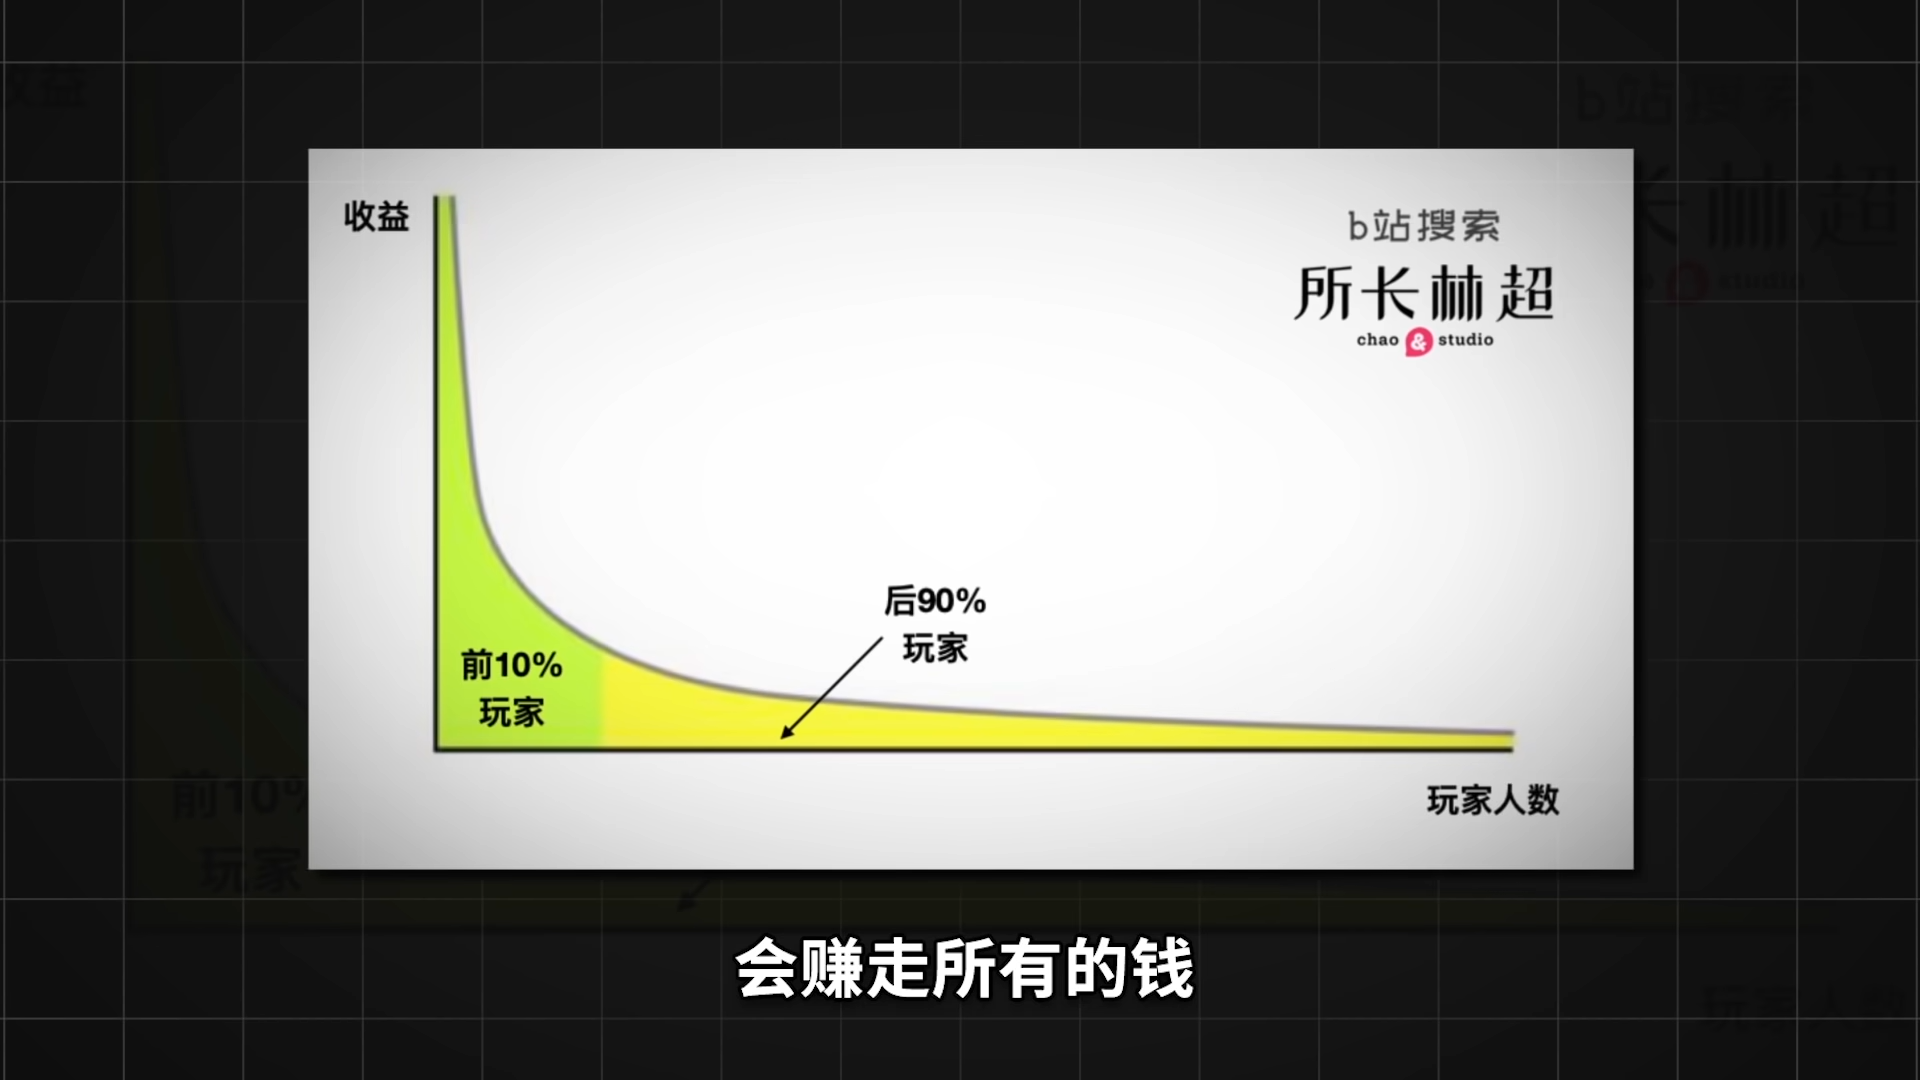 收益
b站搜索
所长林超
chao & studio
后90%
玩家
前10%
玩家
玩家人数
会赚走所有的钱